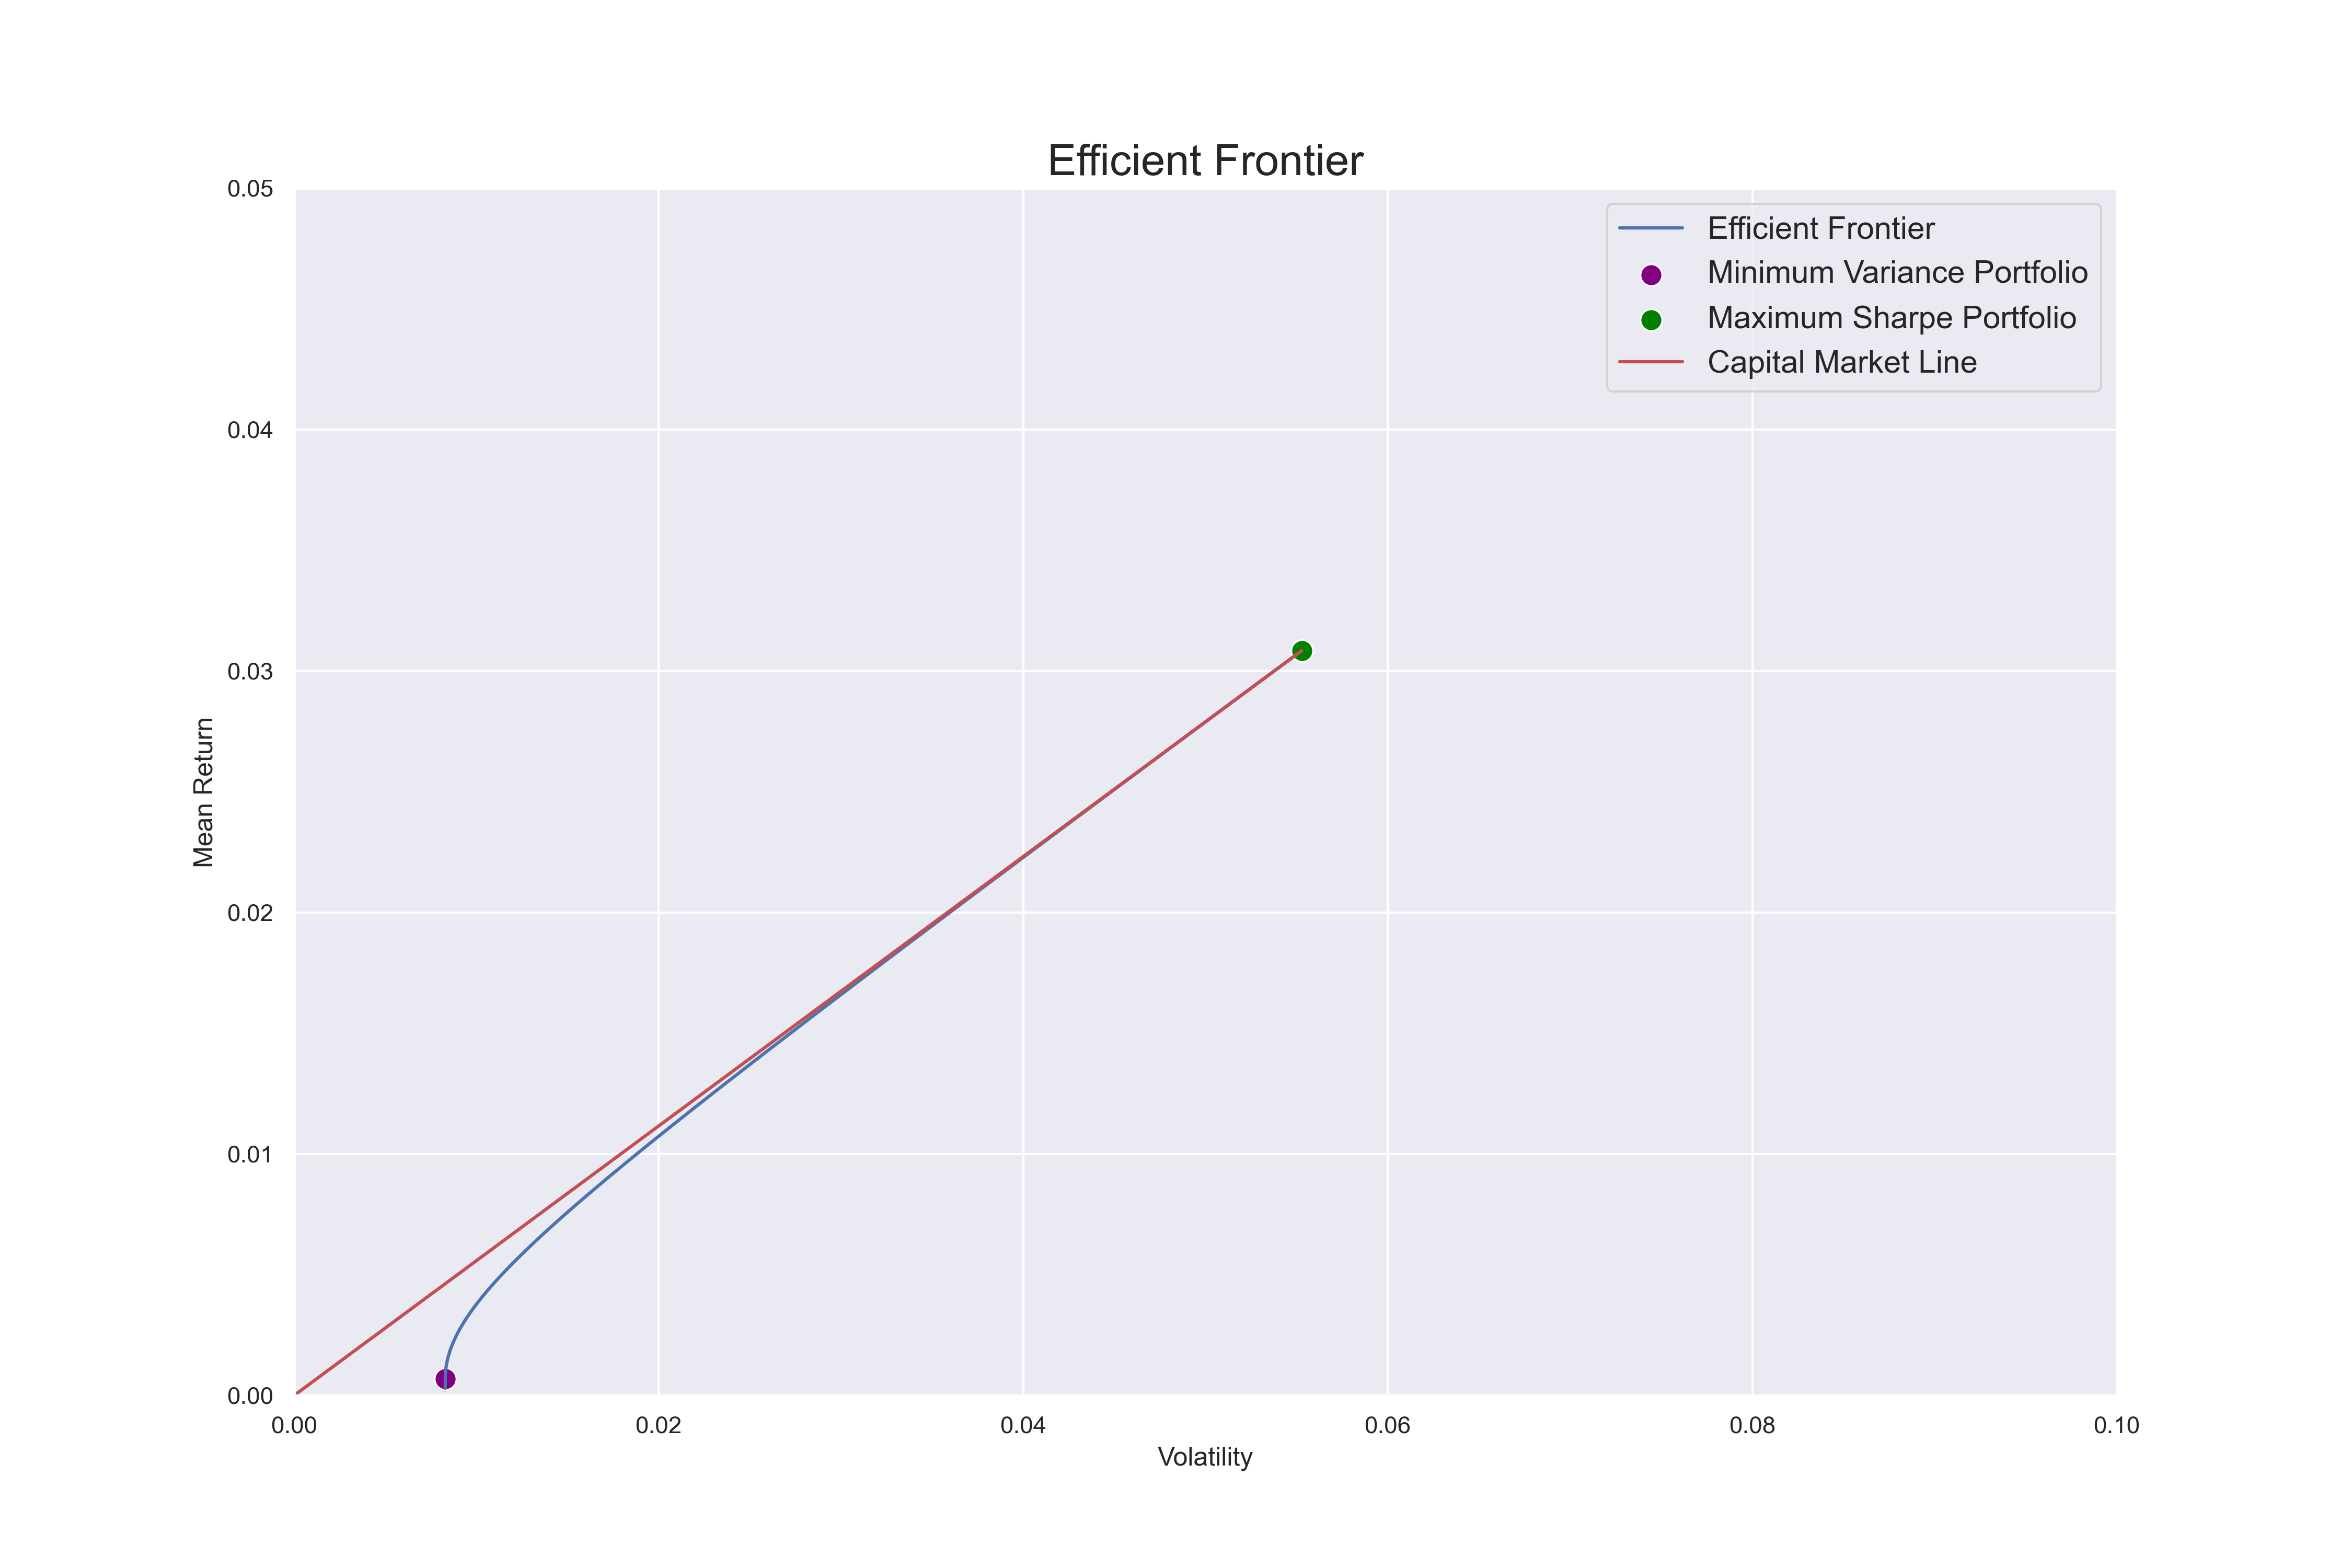 Efficient Frontier
0.05
0.04
0.03
0.02
0.01
0.00
Mean Return
Efficient Frontier
Minimum Variance Portfolio
Maximum Sharpe Portfolio
Capital Market Line
0.00 0.02 0.04 0.06 0.08 0.10
Volatility